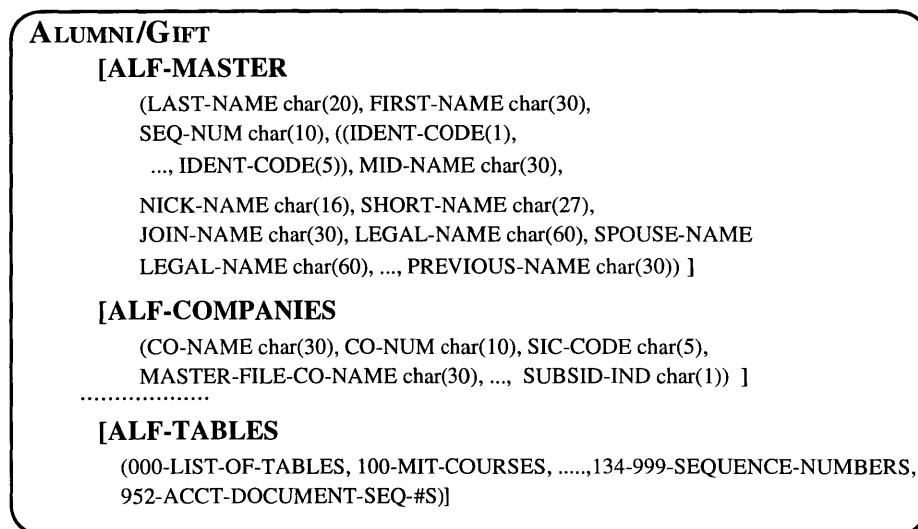 ALUMNI/GIFT
[ALF-MASTER
(LAST-NAME char(20), FIRST-NAME char(30),
SEQ-NUM char(10), ((IDENT-CODE(1),
..., IDENT-CODE(5)), MID-NAME char(30),
NICK-NAME char(16), SHORT-NAME char(27),
JOIN-NAME char(30), LEGAL-NAME char(60), SPOUSE-NAME
LEGAL-NAME char(60), ..., PREVIOUS-NAME char(30)) ]
[ALF-COMPANIES
(CO-NAME char(30), CO-NUM char(10), SIC-CODE char(5),
MASTER-FILE-CO-NAME char(30), ..., SUBSID-IND char(1)) ]
...................
[ALF-TABLES
(000-LIST-OF-TABLES, 100-MIT-COURSES, .....,134-999-SEQUENCE-NUMBERS,
952-ACCT-DOCUMENT-SEQ-#S)]